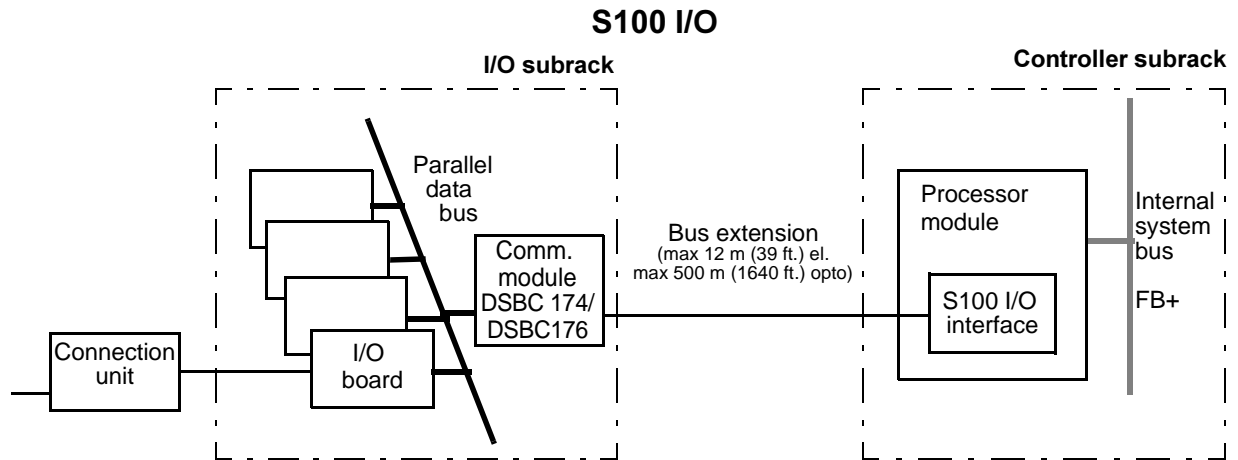 S100 I/O
I/O subrack
Controller subrack
Parallel
data
bus
Comm.
module
DSBC 174/
DSBC176
I/O
board
Connection
unit
Bus extension
(max 12 m (39 ft.) el.
max 500 m (1640 ft.) opto)
Processor
module
S100 I/O
interface
Internal
system
bus
FB+